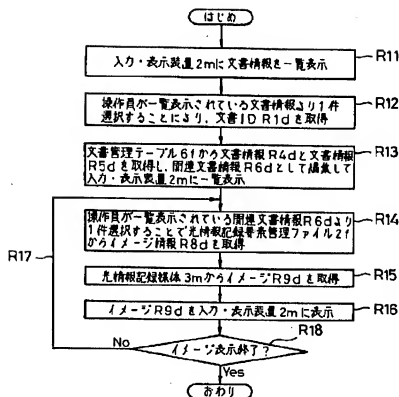 はじめ
入力・表示装置2mに文書情報を一覧表示
R11
操作員が一覧表示されている文書情報より1件
選択することにより、文書ID R1dを取得
R12
文書管理テーブル6fから文書情報R4dと文書情報
R5dを取得し、関連文書情報R6dとして編集して
入力・表示装置2mに一覧表示
R13
操作員が一覧表示されている関連文書情報R6dより
1件選択することで光情報記録要素管理ファイル2f
からイメージ情報R8dを取得
R14
R17
光情報記録媒体3mからイメージR9dを取得
R15
イメージR9dを入力・表示装置2mに表示
R16
R18
No
イメージ表示終了?
Yes
おわり